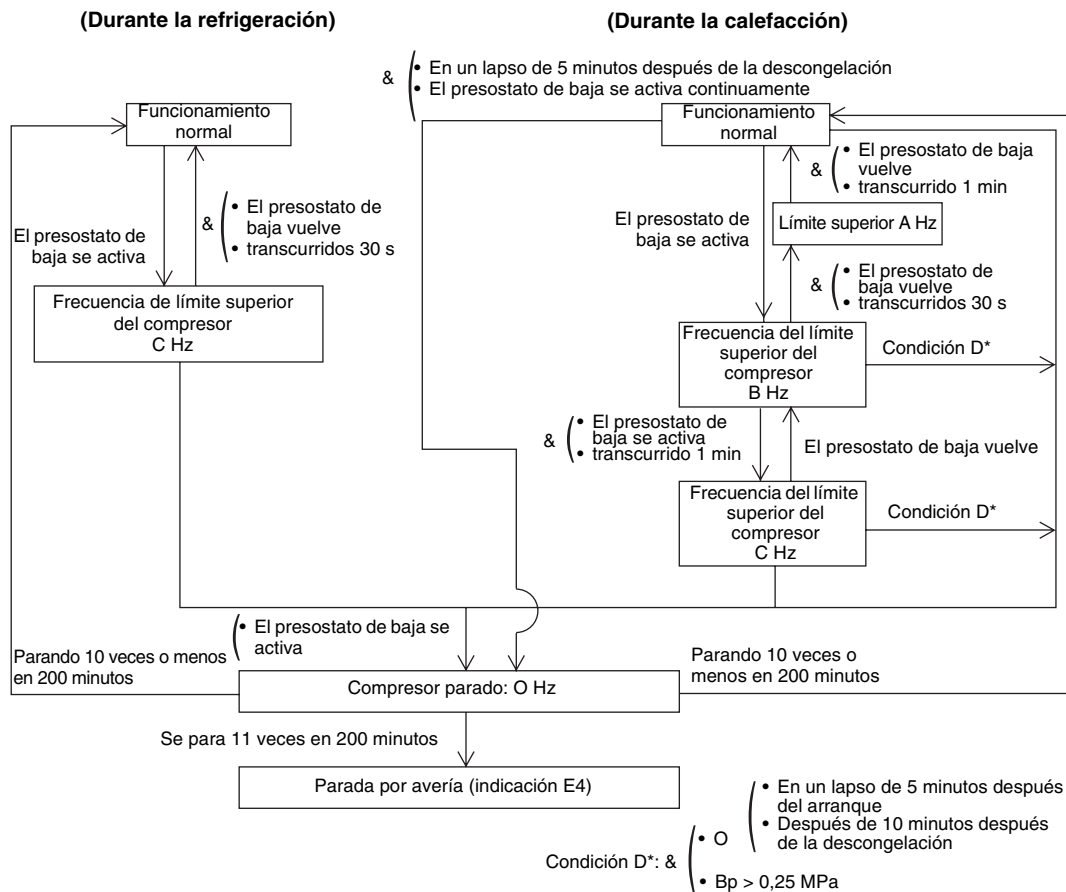 (Durante la refrigeración)
(Durante la calefacción)
&
• En un lapso de 5 minutos después de la descongelación
• El presostato de baja se activa continuamente
Funcionamiento
normal
Funcionamiento
normal
El presostato de
baja se activa
&
• El presostato de
baja vuelve
• transcurridos 30 s
Frecuencia de límite superior
del compresor
C Hz
&
• El presostato de baja
vuelve
• transcurrido 1 min
El presostato de
baja se activa
Límite superior A Hz
&
• El presostato de
baja vuelve
• transcurridos 30 s
Frecuencia del límite
superior del
compresor
B Hz
Condición D*
&
• El presostato de
baja se activa
• transcurrido 1 min
El presostato de baja vuelve
Frecuencia del límite
superior del
compresor
C Hz
Condición D*
• El presostato de baja se
activa
Parando 10 veces o menos
en 200 minutos
Parando 10 veces o
menos en 200 minutos
Compresor parado: O Hz
Se para 11 veces en 200 minutos
Parada por avería (indicación E4)
Condición D*: &
• O
• En un lapso de 5 minutos después
del arranque
• Después de 10 minutos después
de la descongelación
• Bp > 0,25 MPa